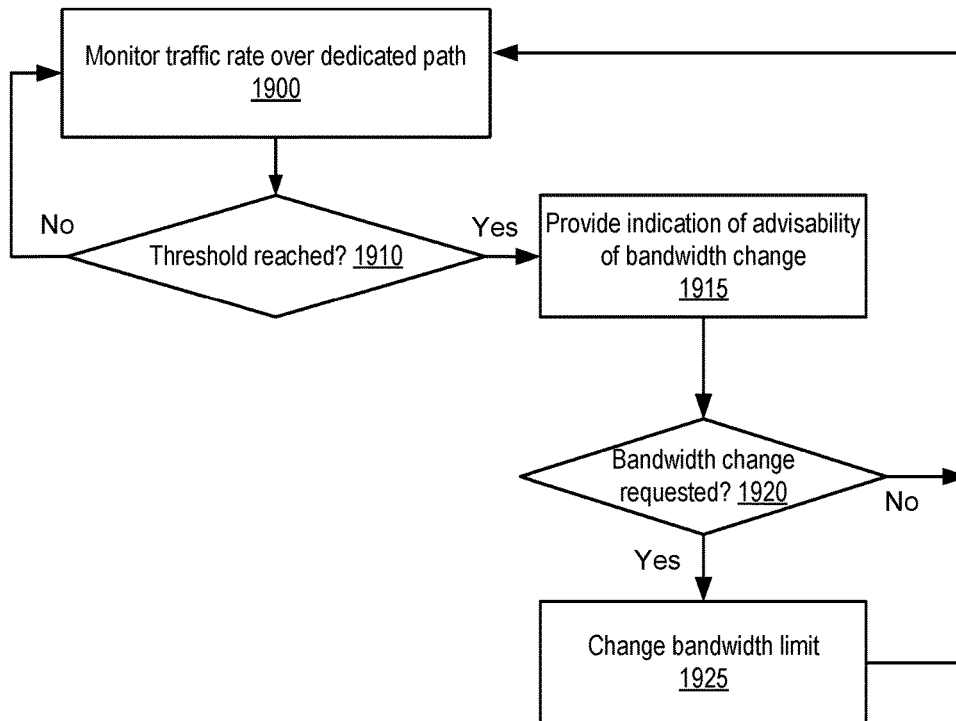 Monitor traffic rate over dedicated path
1900
No
Threshold reached? 1910
Yes
Provide indication of advisability
of bandwidth change
1915
Bandwidth change
requested? 1920
No
Yes
Change bandwidth limit
1925